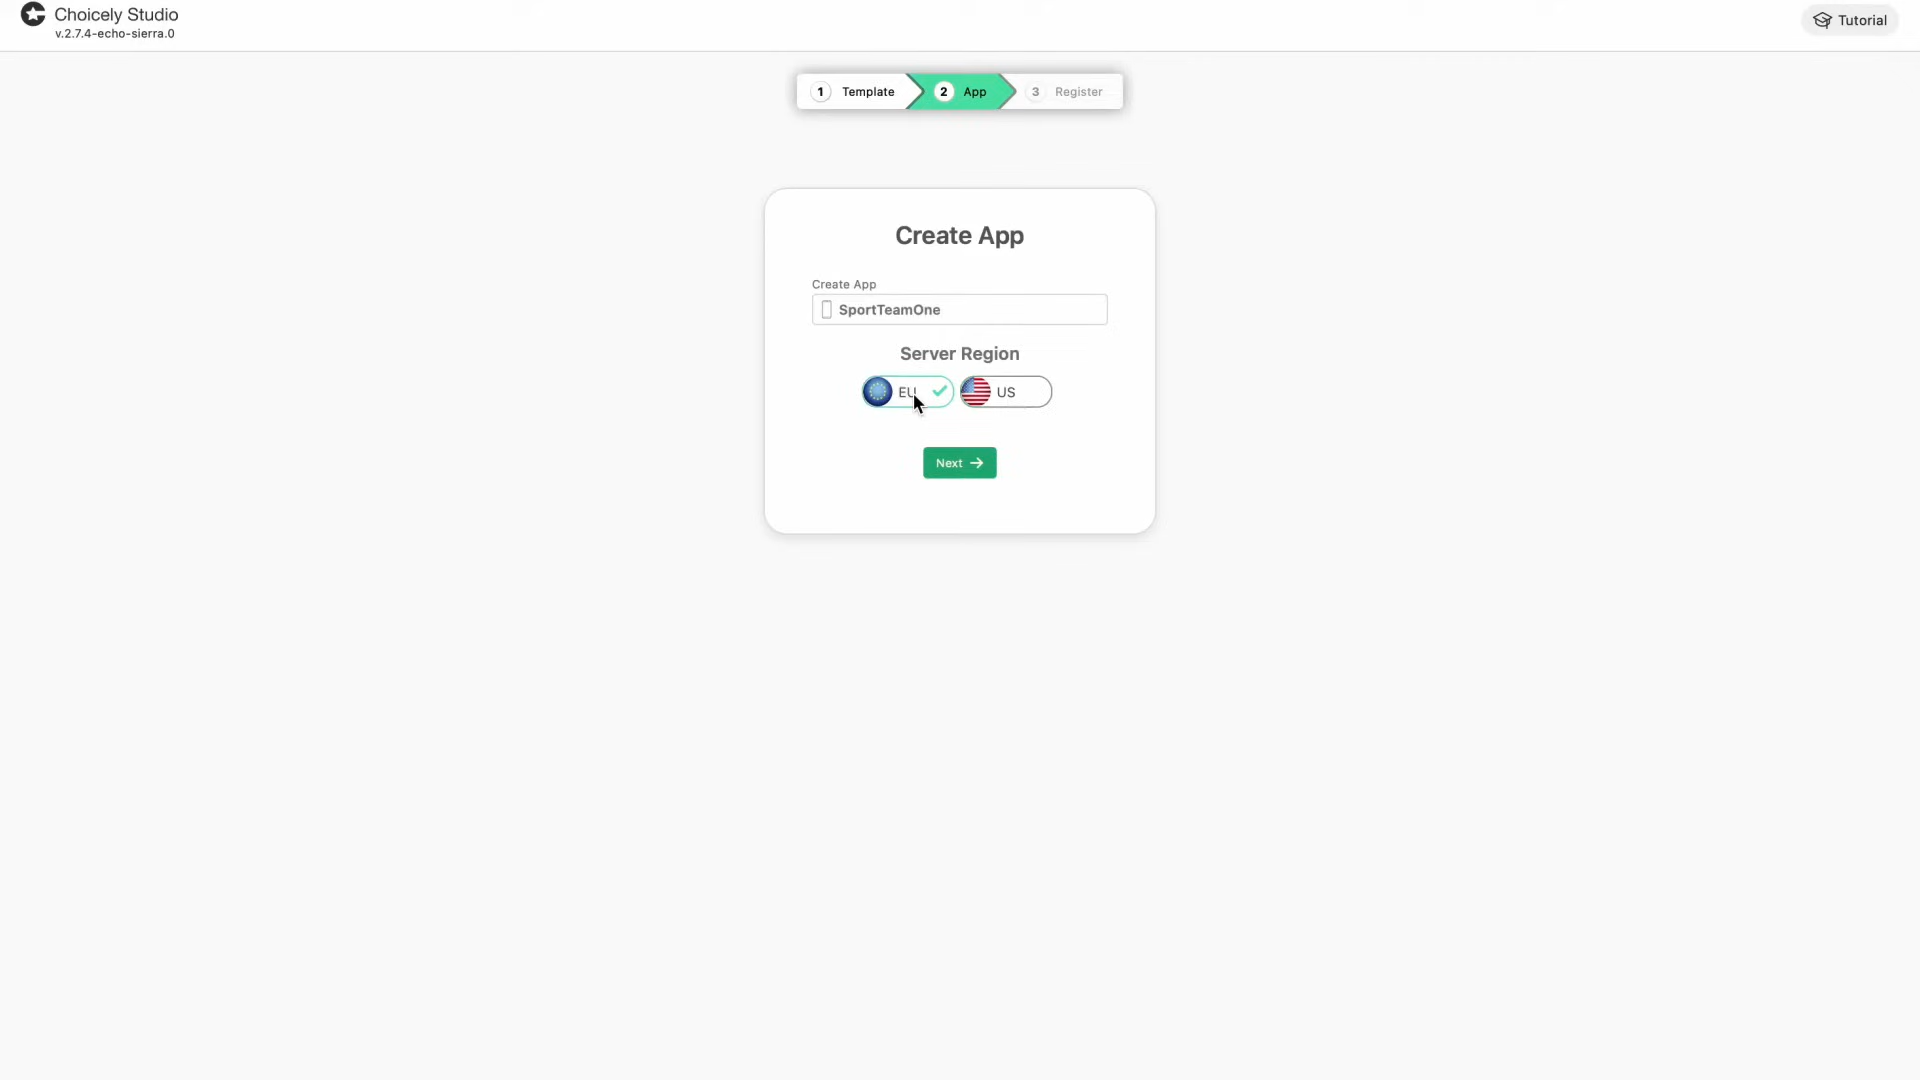 Choicely Studio
v.2.7.4-echo-sierra.0
Tutorial
1 Template 2 App 3 Register
Create App
Create App
SportTeamOne
Server Region
EU US
Next